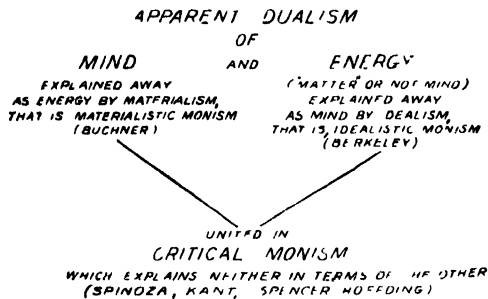 APPARENT DUALISM
OF
MIND AND ENERGY
EXPLAINED AWAY
AS ENERGY BY MATERIALISM,
THAT IS MATERIALISTIC MONISM
(BUCHNER)
("MATTER" OR NOT MIND)
EXPLAINED AWAY
AS MIND BY DEALISM,
THAT IS, IDEALISTIC MONISM
(BERKELEY)
UNITED IN
CRITICAL MONISM
WHICH EXPLAINS NEITHER IN TERMS OF HE OTHER
(SPINOZA, KANT, SPENCER HOFFDING)